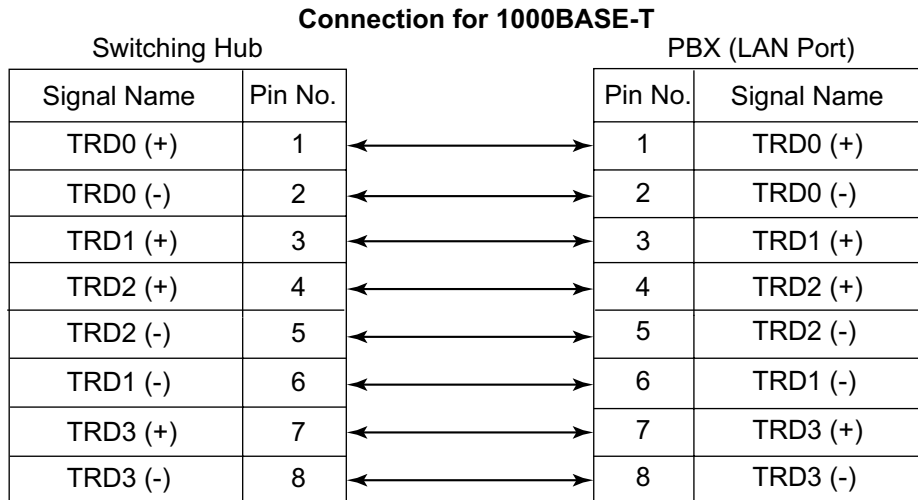 Connection for 1000BASE-T
Switching Hub PBX (LAN Port)
Signal Name Pin No. Pin No. Signal Name
TRD0 (+) 1 1 TRD0 (+)
TRD0 (-) 2 2 TRD0 (-)
TRD1 (+) 3 3 TRD1 (+)
TRD2 (+) 4 4 TRD2 (+)
TRD2 (-) 5 5 TRD2 (-)
TRD1 (-) 6 6 TRD1 (-)
TRD3 (+) 7 7 TRD3 (+)
TRD3 (-) 8 8 TRD3 (-)